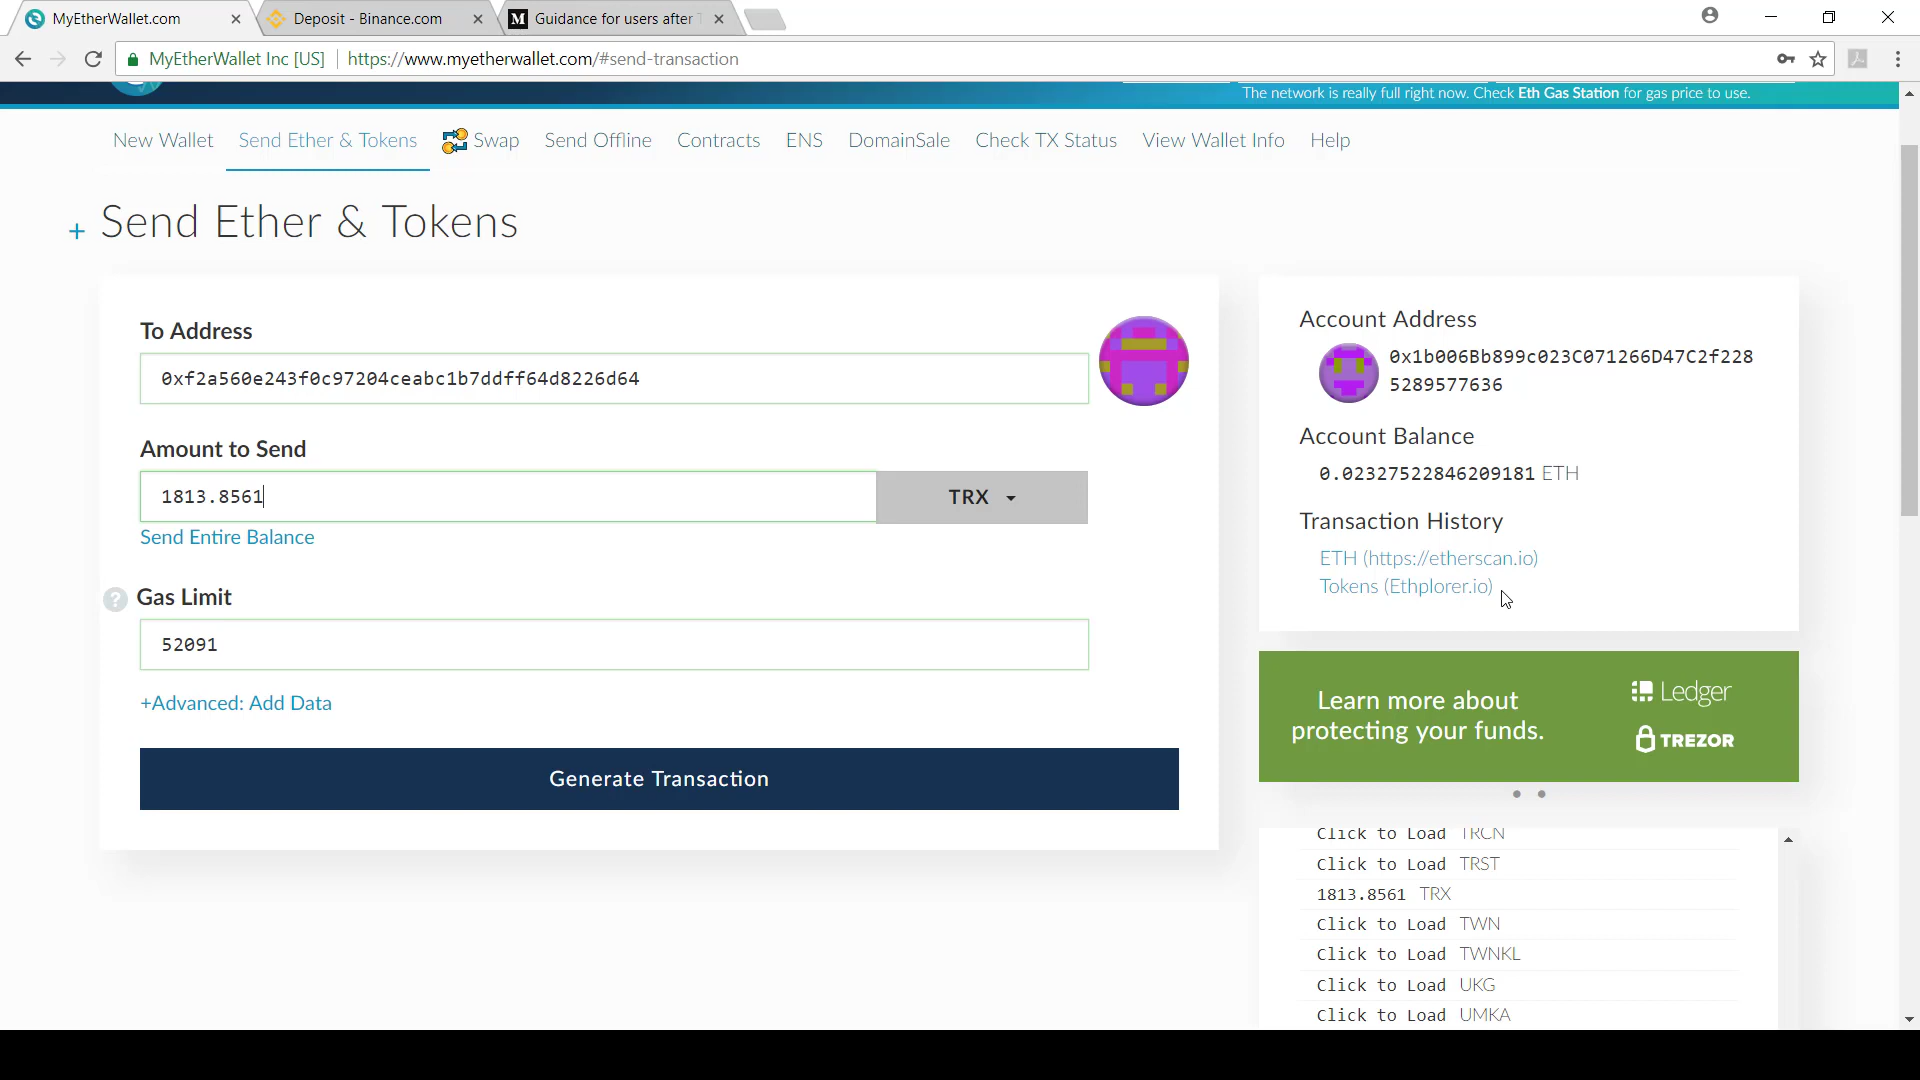 MyEtherWallet.com
Deposit - Binance.com
Guidance for users after T
MyEtherWallet Inc [US]
https://www.myetherwallet.com/#send-transaction
The network is really full right now. Check Eth Gas Station for gas price to use.
New Wallet
Send Ether & Tokens
Swap
Send Offline
Contracts
ENS
DomainSale
Check TX Status
View Wallet Info
Help
+ Send Ether & Tokens
To Address
0xf2a560e243f0c97204ceabc1b7ddff64d8226d64
Amount to Send
1813.8561
TRX
Send Entire Balance
? Gas Limit
52091
+Advanced: Add Data
Generate Transaction
Account Address
0x1b006Bb899c023C071266D47C2f228
5289577636
Account Balance
0.02327522846209181 ETH
Transaction History
ETH (https://etherscan.io)
Tokens (Ethplorer.io)
Learn more about
protecting your funds.
Ledger
TREZOR
Click to Load TRCN
Click to Load TRST
1813.8561 TRX
Click to Load TWN
Click to Load TWNKL
Click to Load UKG
Click to Load UMKA